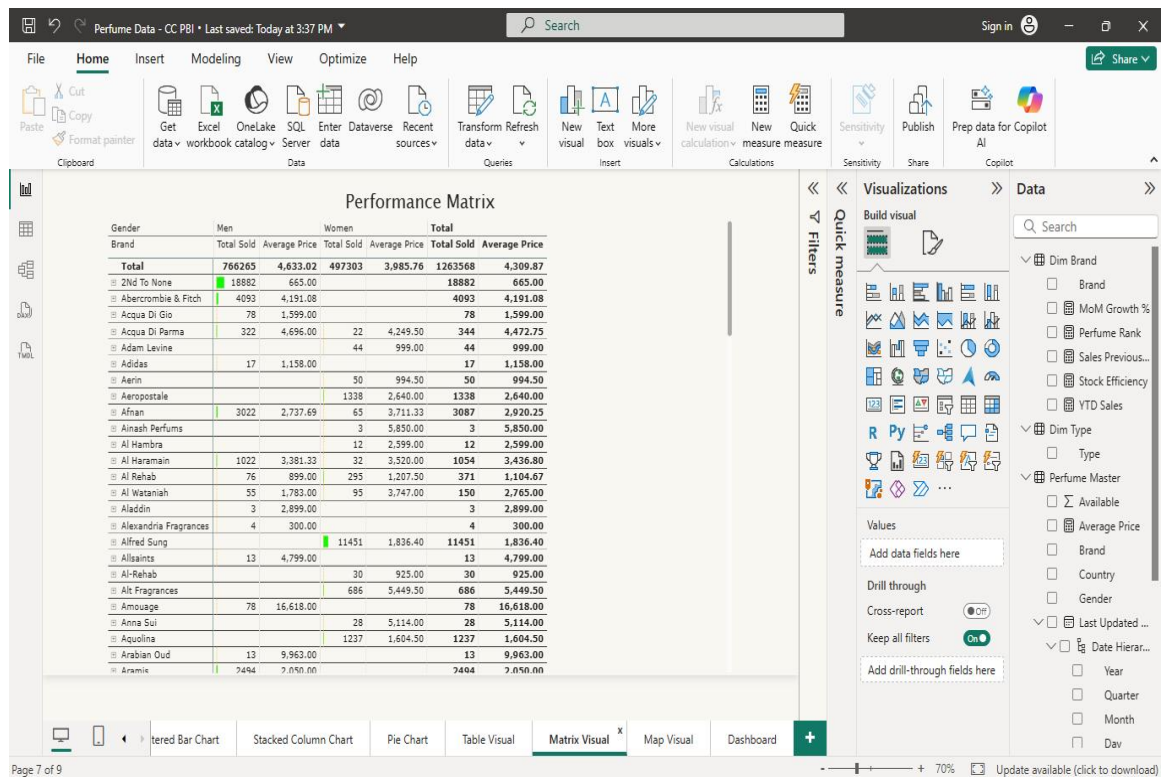 Perfume Data - CC PBI • Last saved: Today at 3:37 PM
Search
Sign in
File Home Insert Modeling View Optimize Help
Share
Paste
Cut
Copy
Format painter
Clipboard
Get data
Excel workbook
OneLake catalog
SQL Server
Enter data
Dataverse
Recent sources
Data
Transform data
Refresh
Queries
New visual
Text box
More visuals
Insert
New visual calculation
New measure
Quick measure
Calculations
Sensitivity
Sensitivity
Publish
Share
Prep data for AI
Copilot
Copilot
Performance Matrix
Gender Men Women Total
Brand Total Sold Average Price Total Sold Average Price Total Sold Average Price
Total 766265 4,633.02 497303 3,985.76 1263568 4,309.87
2Nd To None 18882 665.00 18882 665.00
Abercrombie & Fitch 4093 4,191.08 4093 4,191.08
Acqua Di Gio 78 1,599.00 78 1,599.00
Acqua Di Parma 322 4,696.00 22 4,249.50 344 4,472.75
Adam Levine 44 999.00 44 999.00
Adidas 17 1,158.00 17 1,158.00
Aerin 50 994.50 50 994.50
Aeropostale 1338 2,640.00 1338 2,640.00
Afnan 3022 2,737.69 65 3,711.33 3087 2,920.25
Ainash Perfums 3 5,850.00 3 5,850.00
Al Hambra 12 2,599.00 12 2,599.00
Al Haramain 1022 3,381.33 32 3,520.00 1054 3,436.80
Al Rehab 76 899.00 295 1,207.50 371 1,104.67
Al Wataniah 55 1,783.00 95 3,747.00 150 2,765.00
Aladdin 3 2,899.00 3 2,899.00
Alexandria Fragrances 4 300.00 4 300.00
Alfred Sung 11451 1,836.40 11451 1,836.40
Allsaints 13 4,799.00 13 4,799.00
Al-Rehab 30 925.00 30 925.00
Alt Fragrances 686 5,449.50 686 5,449.50
Amouage 78 16,618.00 78 16,618.00
Anna Sui 28 5,114.00 28 5,114.00
Aquolina 1237 1,604.50 1237 1,604.50
Arabian Oud 13 9,963.00 13 9,963.00
Aramis 2494 2,050.00 2494 2,050.00
Filters
Quick measure
Visualizations
Build visual
123
R Py
123
...
Values
Add data fields here
Drill through
Cross-report Off
Keep all filters On
Add drill-through fields here
Data
Search
Dim Brand
Brand
MoM Growth %
Perfume Rank
Sales Previous...
Stock Efficiency
YTD Sales
Dim Type
Type
Perfume Master
Available
Average Price
Brand
Country
Gender
Last Updated ...
Date Hierar...
Year
Quarter
Month
Day
DAX
TMDL
tered Bar Chart
Stacked Column Chart
Pie Chart
Table Visual
Matrix Visual
Map Visual
Dashboard
Page 7 of 9
70%
Update available (click to download)